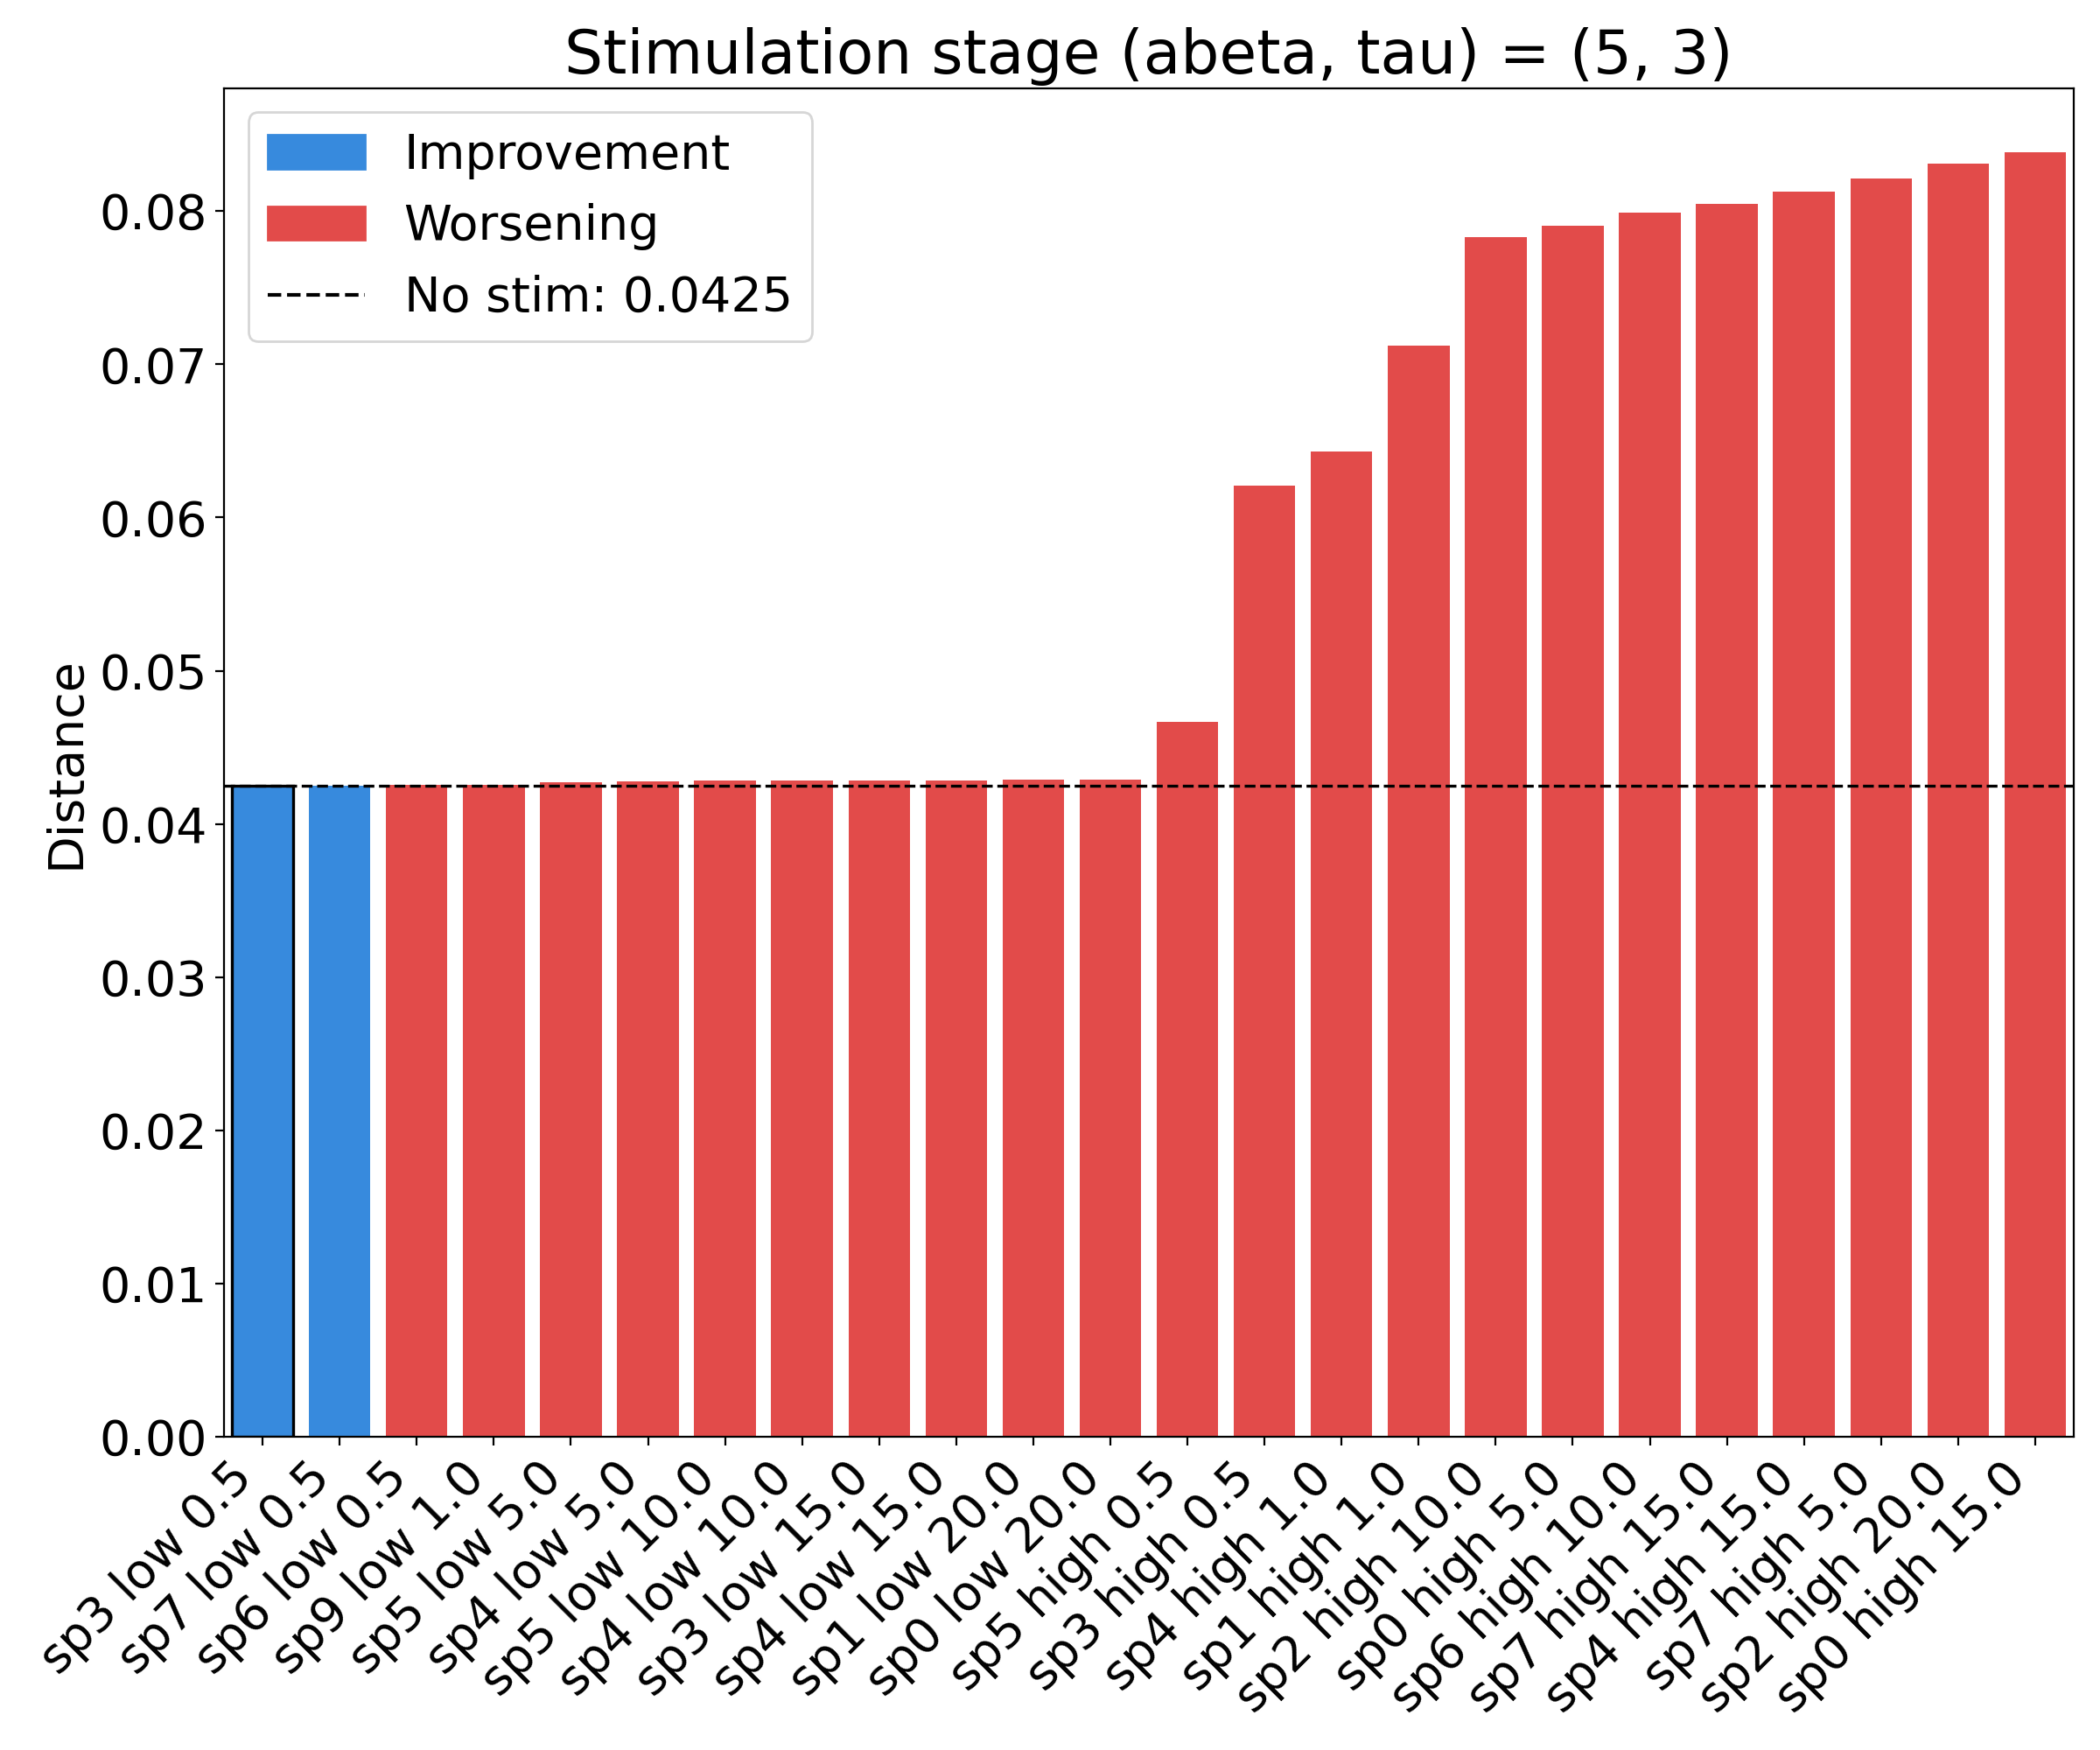 Stimulation stage (abeta, tau) = (5, 3)
Improvement
Worsening
No stim: 0.0425
Distance
0.08
0.07
0.06
0.05
0.04
0.03
0.02
0.01
0.00
sp3 low 0.5
sp7 low 0.5
sp6 low 0.5
sp9 low 1.0
sp5 low 5.0
sp4 low 5.0
sp5 low 10.0
sp4 low 10.0
sp3 low 15.0
sp4 low 15.0
sp1 low 20.0
sp0 low 20.0
sp5 high 0.5
sp3 high 0.5
sp4 high 1.0
sp1 high 1.0
sp2 high 10.0
sp0 high 5.0
sp6 high 10.0
sp7 high 15.0
sp4 high 15.0
sp7 high 5.0
sp2 high 20.0
sp0 high 15.0